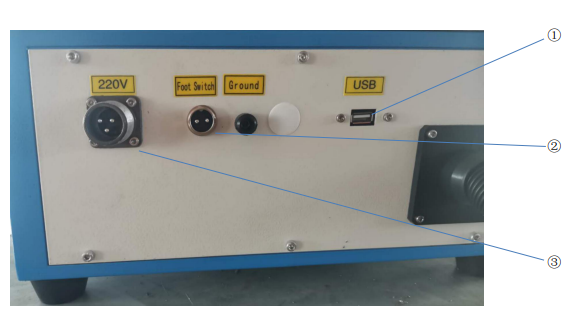 ①
220V
Foot Switch
Ground
USB
②
③